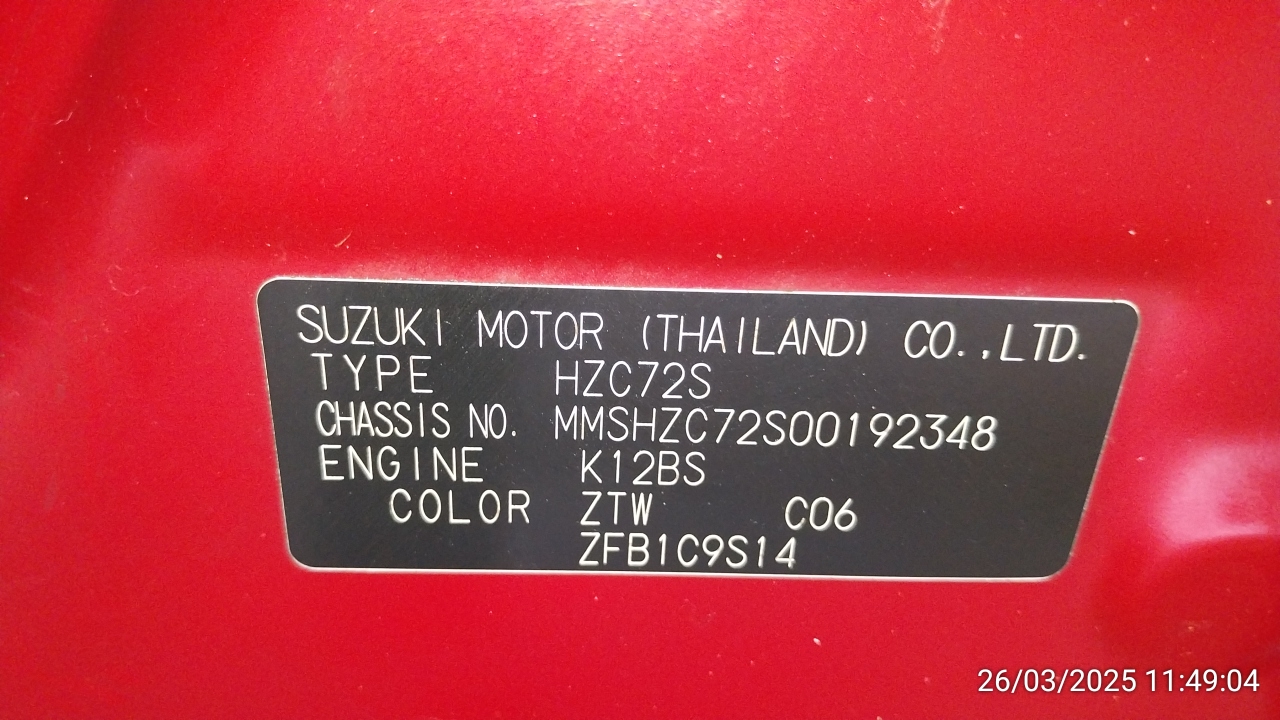 SUZUKI MOTOR (THAILAND) CO.,LTD.
TYPE HZC72S
CHASSIS NO. MMSHZC72S00192348
ENGINE K12BS
COLOR ZTW C06
ZFB1C9S14
26/03/2025 11:49:04